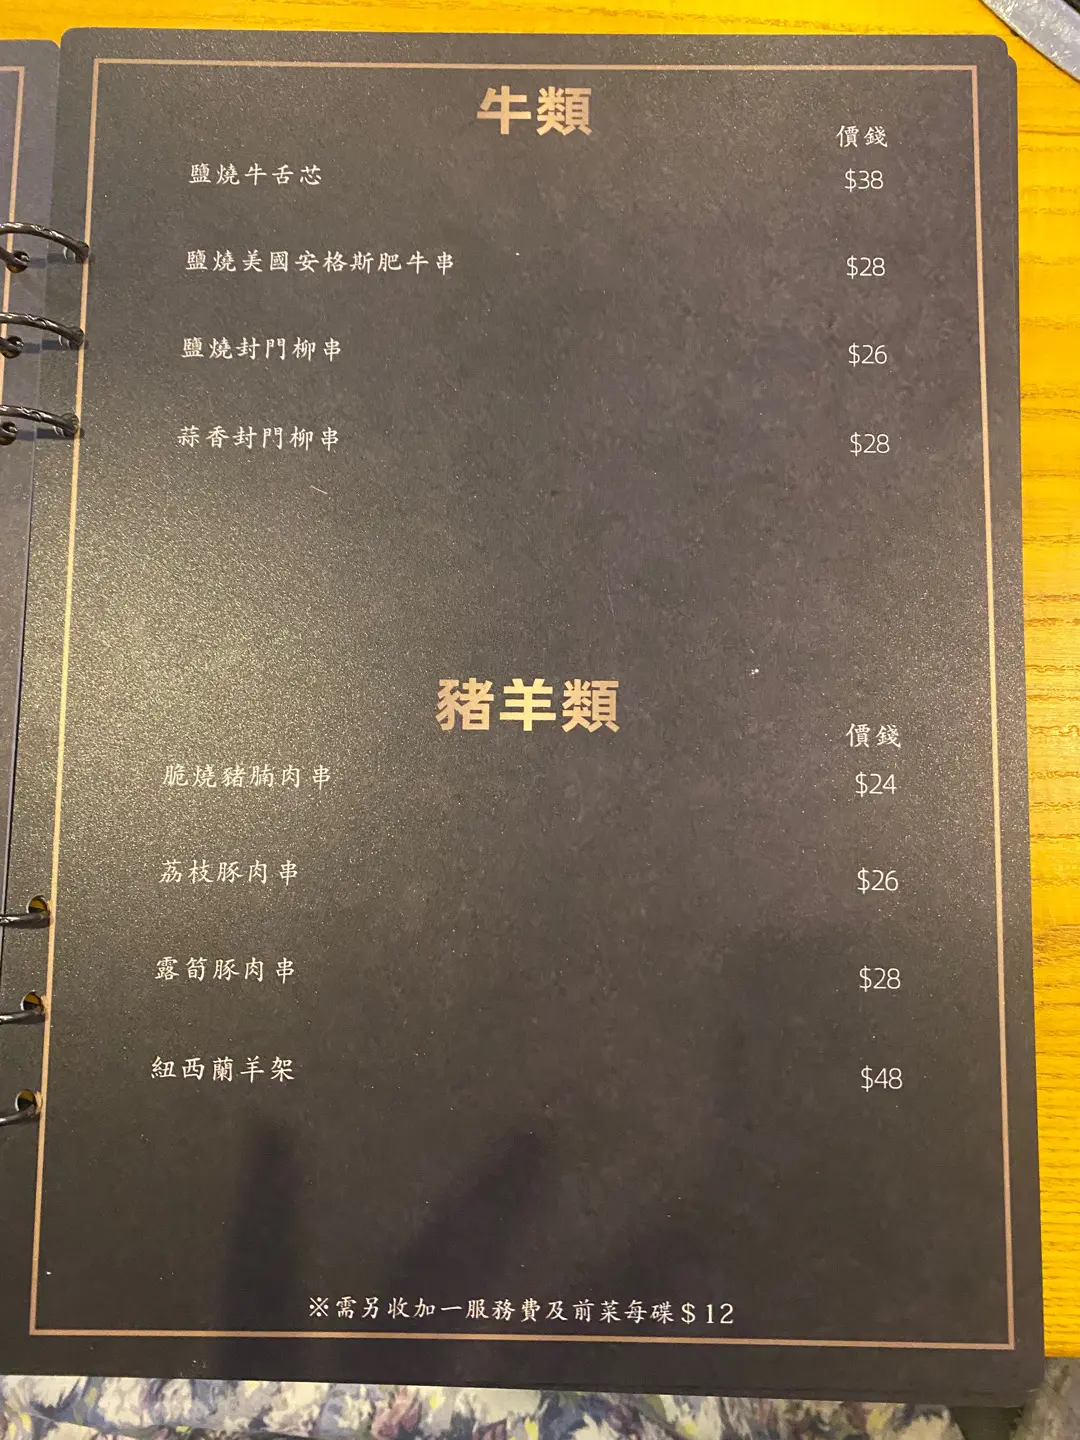 牛類
價錢
鹽燒牛舌芯 $38
鹽燒美國安格斯肥牛串 $28
鹽燒封門柳串 $26
蒜香封門柳串 $28
豬羊類
價錢
脆燒豬腩肉串 $24
荔枝豚肉串 $26
露筍豚肉串 $28
紐西蘭羊架 $48
※需另收加一服務費及前菜每碟$12